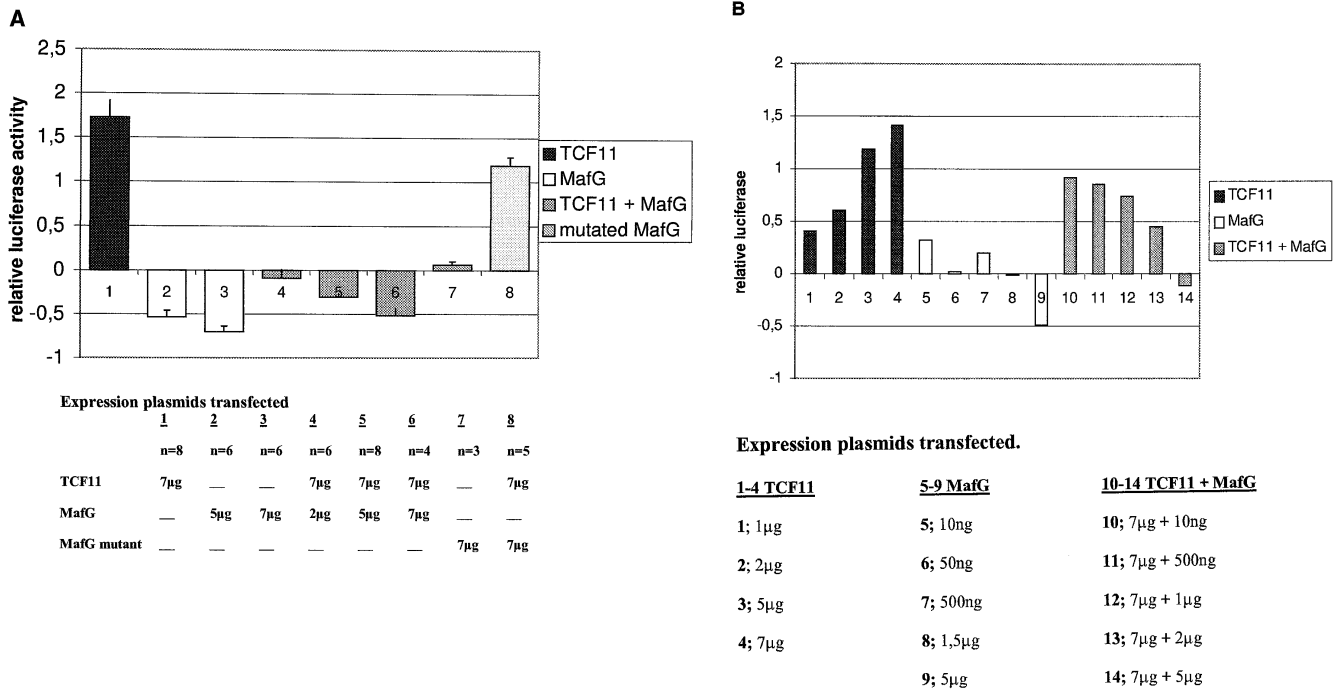 A
2,5
2
1,5
1
0,5
0
-0,5
-1
relative luciferase activity
1 2 3 4 5 6 7 8
TCF11
MafG
TCF11 + MafG
mutated MafG
Expression plasmids transfected
1 2 3 4 5 6 7 8
n=8 n=6 n=6 n=6 n=8 n=4 n=3 n=5
TCF11 7µg — — 7µg 7µg 7µg — 7µg
MafG — 5µg 7µg 2µg 5µg 7µg — —
MafG mutant — — — — — — 7µg 7µg
B
2
1,5
1
0,5
0
-0,5
-1
relative luciferase
1 2 3 4 5 6 7 8 9 10 11 12 13 14
TCF11
MafG
TCF11 + MafG
Expression plasmids transfected.
1-4 TCF11 5-9 MafG 10-14 TCF11 + MafG
1; 1µg 5; 10ng 10; 7µg + 10ng
2; 2µg 6; 50ng 11; 7µg + 500ng
3; 5µg 7; 500ng 12; 7µg + 1µg
4; 7µg 8; 1,5µg 13; 7µg + 2µg
9; 5µg 14; 7µg + 5µg